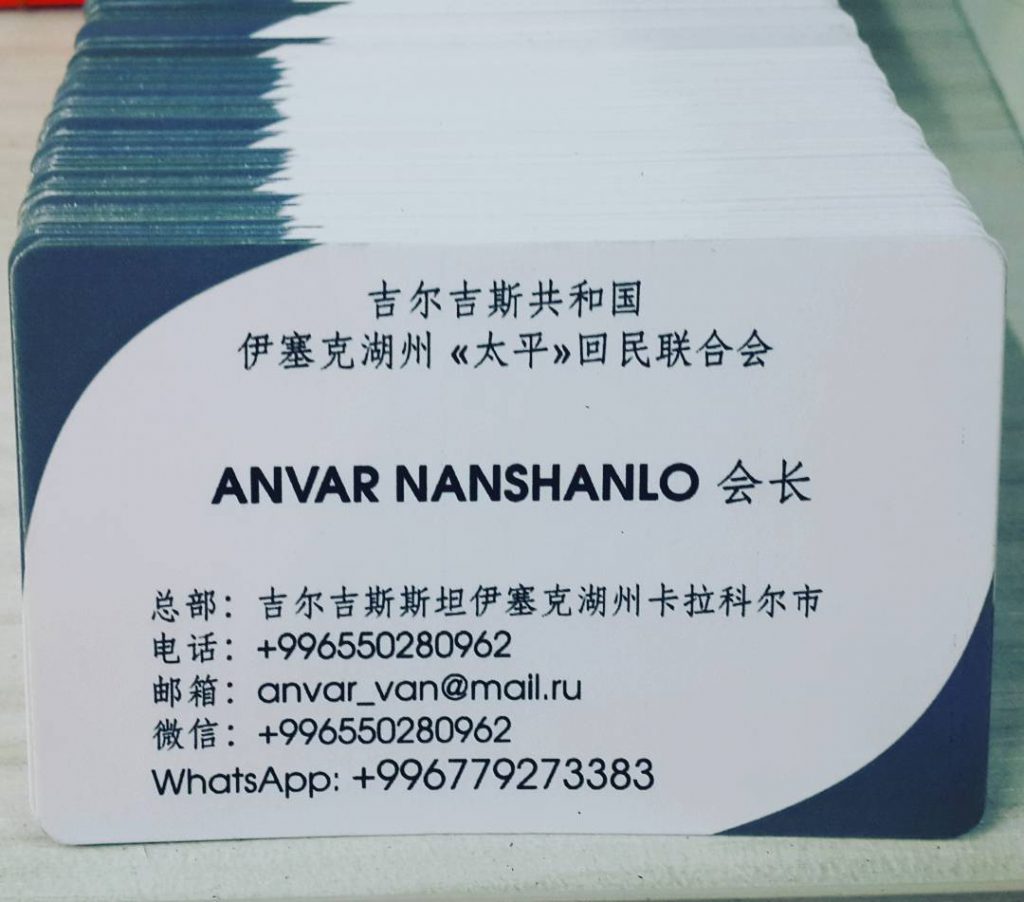 吉尔吉斯共和国
伊塞克湖州 «太平»回民联合会
ANVAR NANSHANLO 会长
总部：吉尔吉斯斯坦伊塞克湖州卡拉科尔市
电话：+996550280962
邮箱：anvar_van@mail.ru
微信：+996550280962
WhatsApp: +996779273383